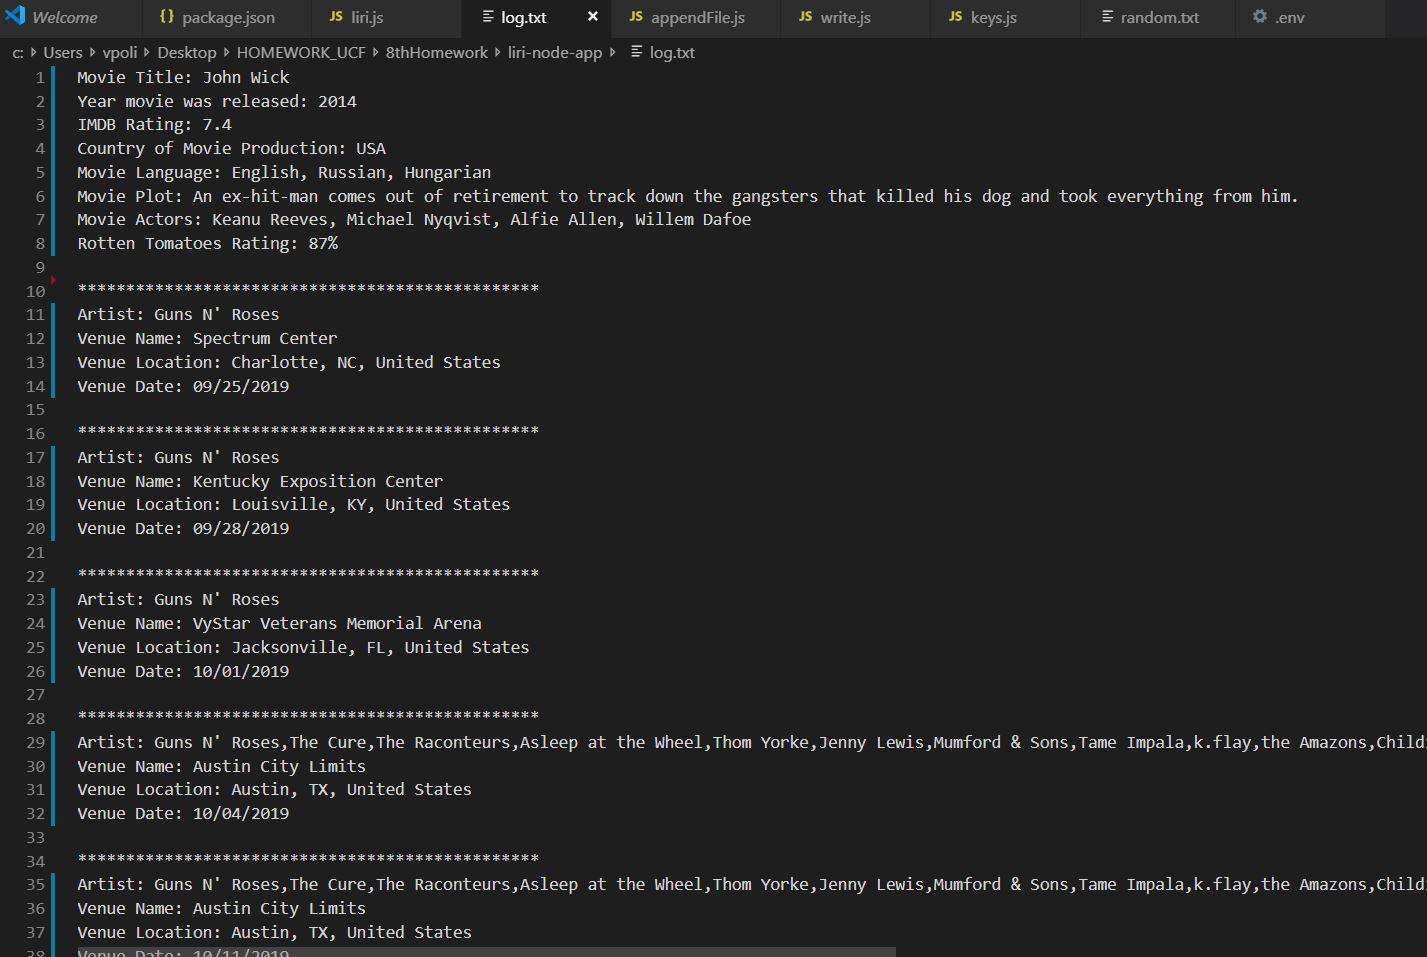 Welcome
{} package.json
JS liri.js
log.txt ×
JS appendFile.js
JS write.js
JS keys.js
random.txt
.env
c: Users vpoli Desktop HOMEWORK_UCF 8thHomework liri-node-app log.txt
1 Movie Title: John Wick
2 Year movie was released: 2014
3 IMDB Rating: 7.4
4 Country of Movie Production: USA
5 Movie Language: English, Russian, Hungarian
6 Movie Plot: An ex-hit-man comes out of retirement to track down the gangsters that killed his dog and took everything from him.
7 Movie Actors: Keanu Reeves, Michael Nyqvist, Alfie Allen, Willem Dafoe
8 Rotten Tomatoes Rating: 87%
9
10 ************************************************
11 Artist: Guns N' Roses
12 Venue Name: Spectrum Center
13 Venue Location: Charlotte, NC, United States
14 Venue Date: 09/25/2019
15
16 ************************************************
17 Artist: Guns N' Roses
18 Venue Name: Kentucky Exposition Center
19 Venue Location: Louisville, KY, United States
20 Venue Date: 09/28/2019
21
22 ************************************************
23 Artist: Guns N' Roses
24 Venue Name: VyStar Veterans Memorial Arena
25 Venue Location: Jacksonville, FL, United States
26 Venue Date: 10/01/2019
27
28 ************************************************
29 Artist: Guns N' Roses,The Cure,The Raconteurs,Asleep at the Wheel,Thom Yorke,Jenny Lewis,Mumford & Sons,Tame Impala,k.flay,the Amazons,Child
30 Venue Name: Austin City Limits
31 Venue Location: Austin, TX, United States
32 Venue Date: 10/04/2019
33
34 ************************************************
35 Artist: Guns N' Roses,The Cure,The Raconteurs,Asleep at the Wheel,Thom Yorke,Jenny Lewis,Mumford & Sons,Tame Impala,k.flay,the Amazons,Child
36 Venue Name: Austin City Limits
37 Venue Location: Austin, TX, United States
38 Venue Date: 10/11/2019